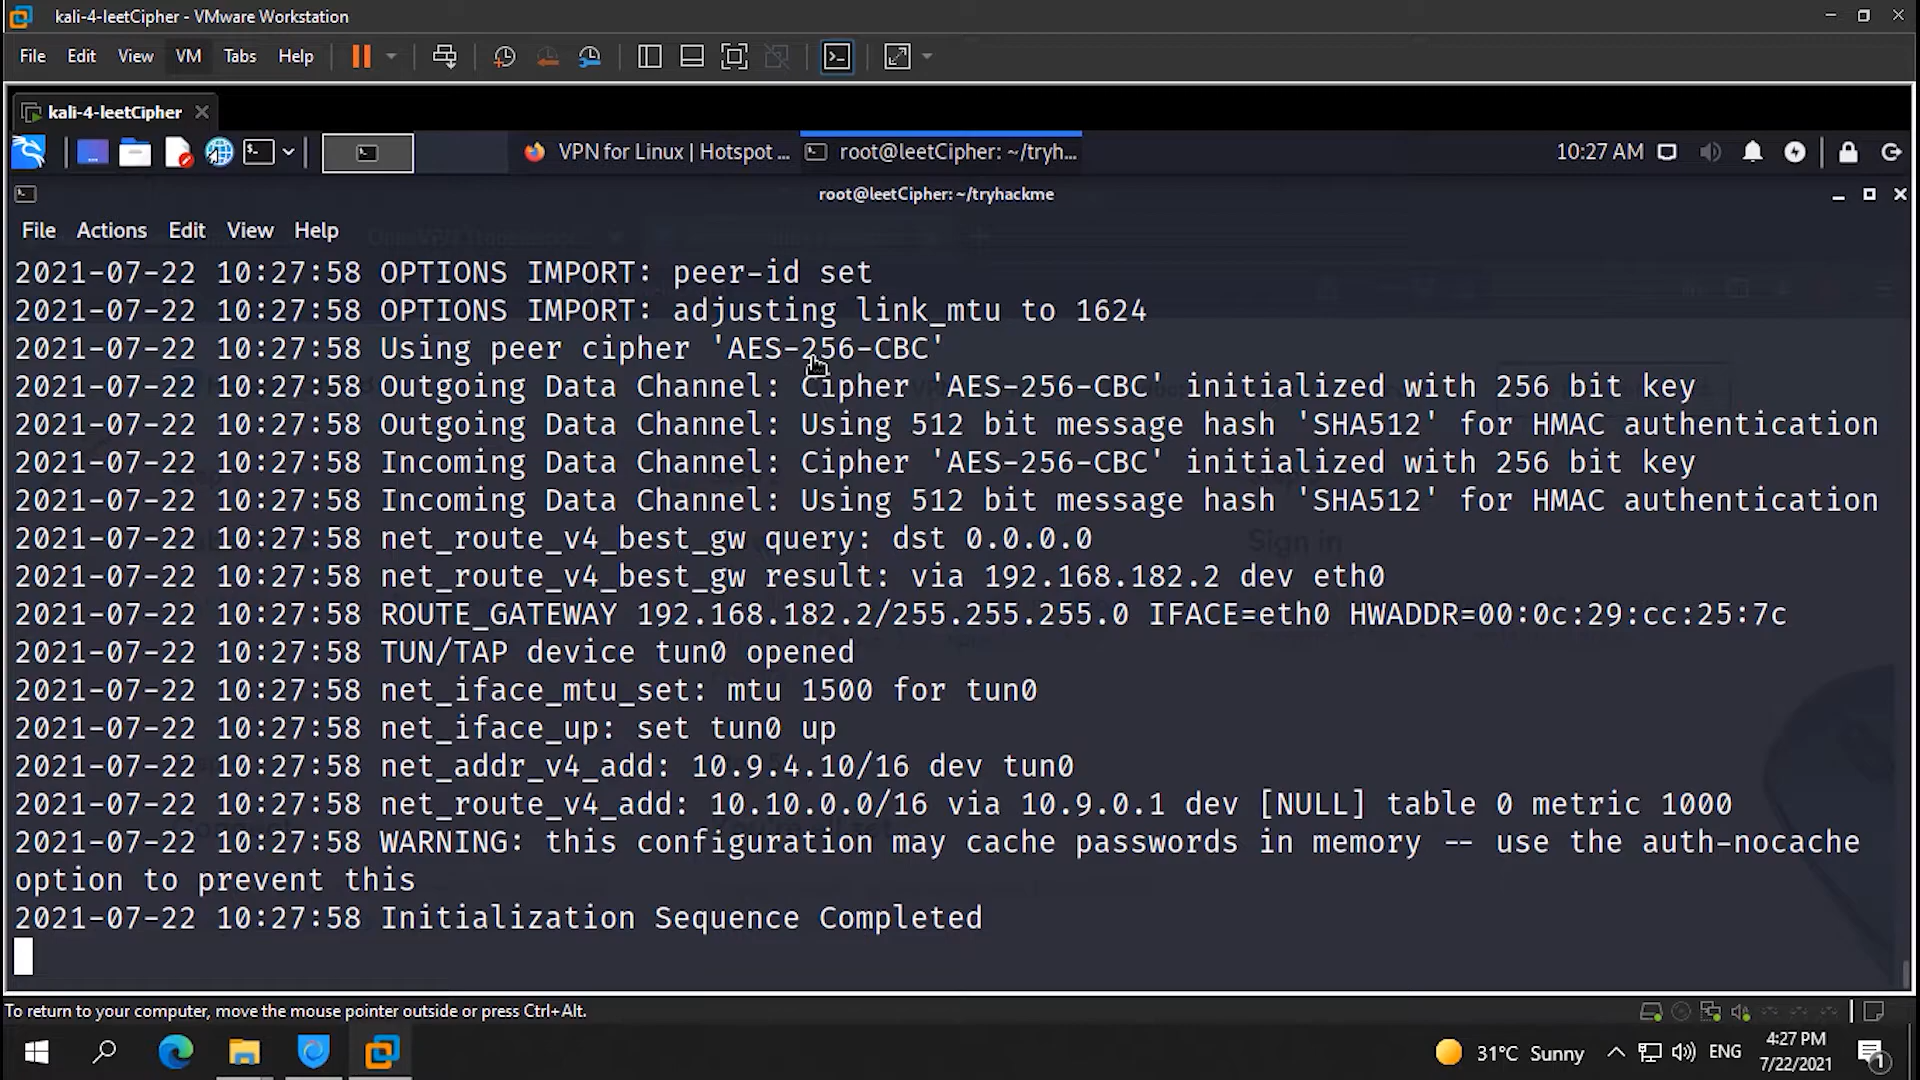 kali-4-leetCipher - VMware Workstation
File Edit View VM Tabs Help
kali-4-leetCipher
VPN for Linux | Hotspot ... root@leetCipher: ~/tryh... 10:27 AM
root@leetCipher: ~/tryhackme
File Actions Edit View Help
2021-07-22 10:27:58 OPTIONS IMPORT: peer-id set
2021-07-22 10:27:58 OPTIONS IMPORT: adjusting link_mtu to 1624
2021-07-22 10:27:58 Using peer cipher 'AES-256-CBC'
2021-07-22 10:27:58 Outgoing Data Channel: Cipher 'AES-256-CBC' initialized with 256 bit key
2021-07-22 10:27:58 Outgoing Data Channel: Using 512 bit message hash 'SHA512' for HMAC authentication
2021-07-22 10:27:58 Incoming Data Channel: Cipher 'AES-256-CBC' initialized with 256 bit key
2021-07-22 10:27:58 Incoming Data Channel: Using 512 bit message hash 'SHA512' for HMAC authentication
2021-07-22 10:27:58 net_route_v4_best_gw query: dst 0.0.0.0
2021-07-22 10:27:58 net_route_v4_best_gw result: via 192.168.182.2 dev eth0
2021-07-22 10:27:58 ROUTE_GATEWAY 192.168.182.2/255.255.255.0 IFACE=eth0 HWADDR=00:0c:29:cc:25:7c
2021-07-22 10:27:58 TUN/TAP device tun0 opened
2021-07-22 10:27:58 net_iface_mtu_set: mtu 1500 for tun0
2021-07-22 10:27:58 net_iface_up: set tun0 up
2021-07-22 10:27:58 net_addr_v4_add: 10.9.4.10/16 dev tun0
2021-07-22 10:27:58 net_route_v4_add: 10.10.0.0/16 via 10.9.0.1 dev [NULL] table 0 metric 1000
2021-07-22 10:27:58 WARNING: this configuration may cache passwords in memory -- use the auth-nocache
option to prevent this
2021-07-22 10:27:58 Initialization Sequence Completed
Sign in
To return to your computer, move the mouse pointer outside or press Ctrl+Alt.
31°C Sunny ENG 4:27 PM
7/22/2021
1